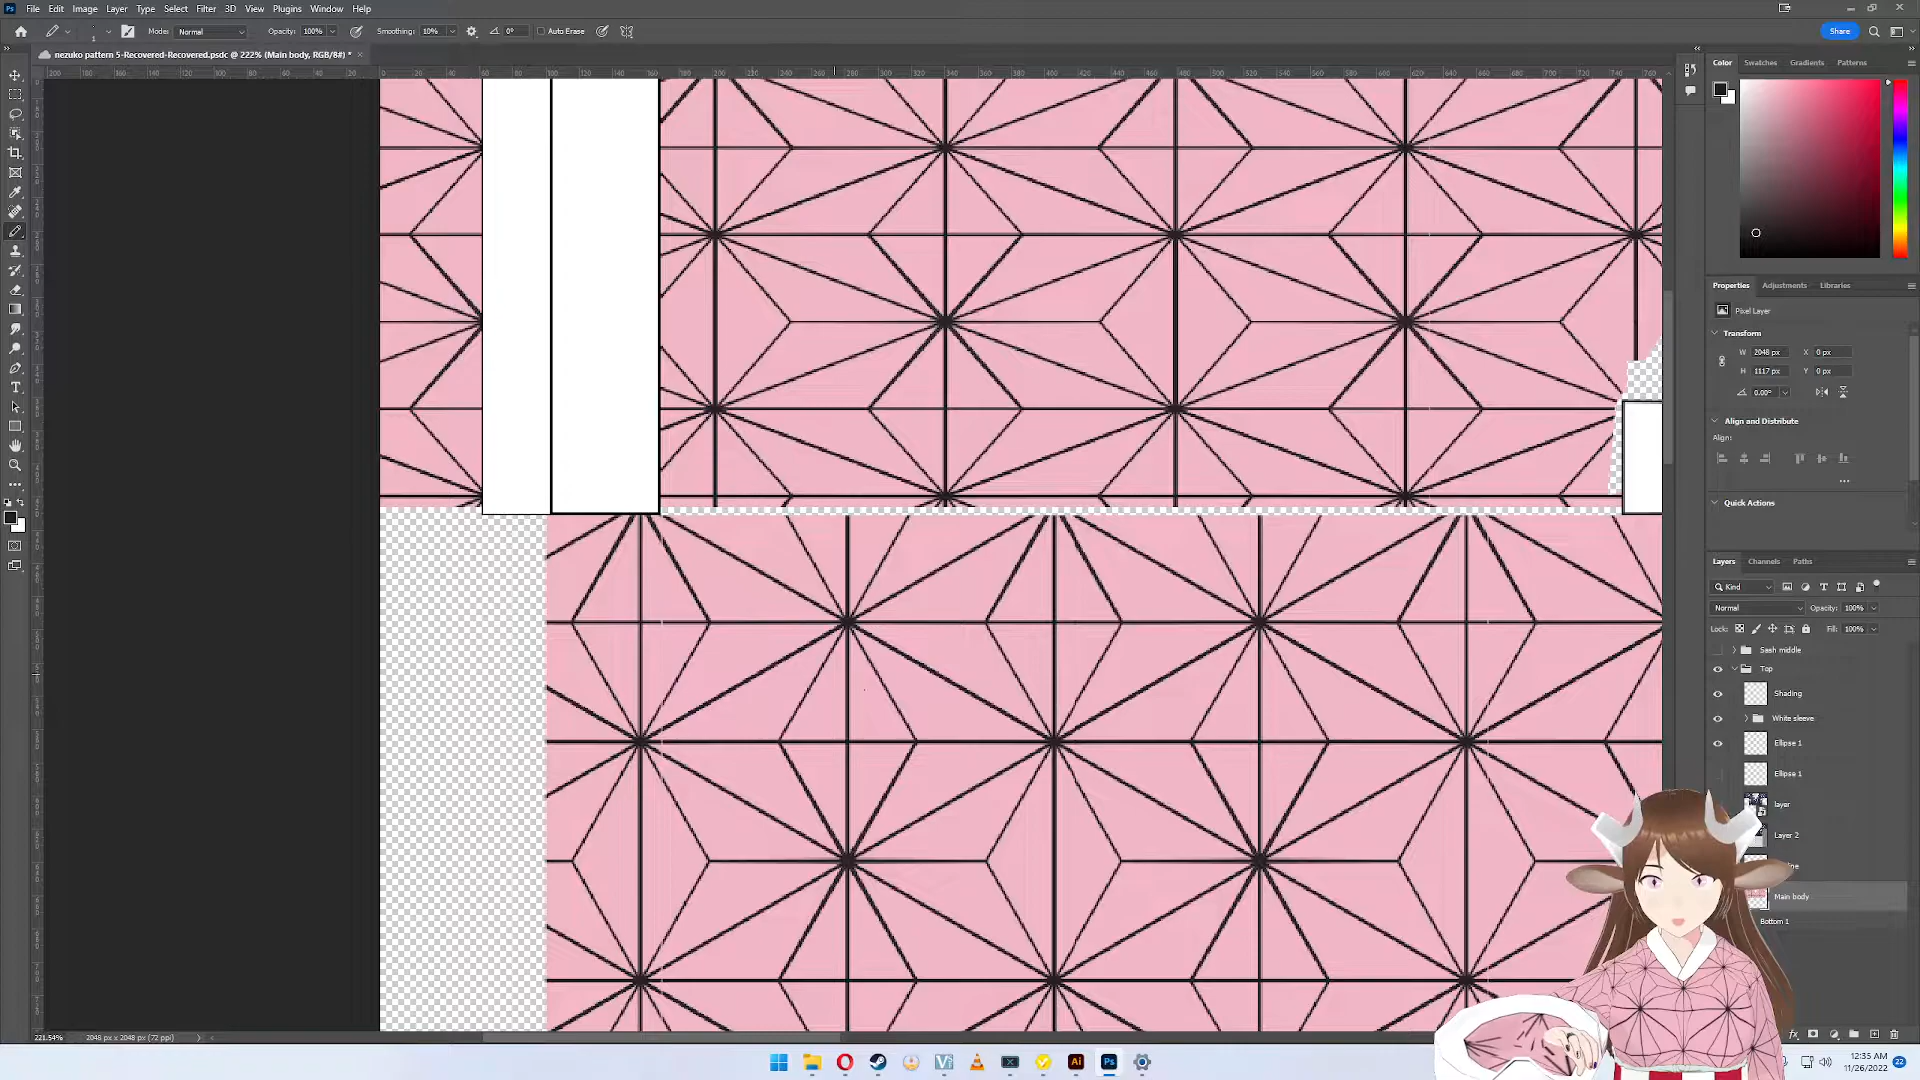 Ps File Edit Image Layer Type Select Filter 3D View Plugins Window Help
Mode: Normal Opacity: 100% Smoothing: 10% 0° Auto Erase Share
nezuko pattern 5-Recovered-Recovered.psdc @ 222% (Main body, RGB/8#) *
Color Swatches Gradients Patterns
Properties Adjustments Libraries
Pixel Layer
Transform
W 2048 px X 0 px
H 1117 px Y 0 px
0.00°
Align and Distribute
Align:
Quick Actions
Layers Channels Paths
Kind
Normal Opacity: 100%
Lock: Fill: 100%
Sash middle
Top
Shading
White sleeve
Ellipse 1
Ellipse 1
layer
Layer 2
Main body
Bottom 1
221.54% 2048 px x 2048 px (72 ppi)
Ai Ps
12:35 AM
11/26/2022
22